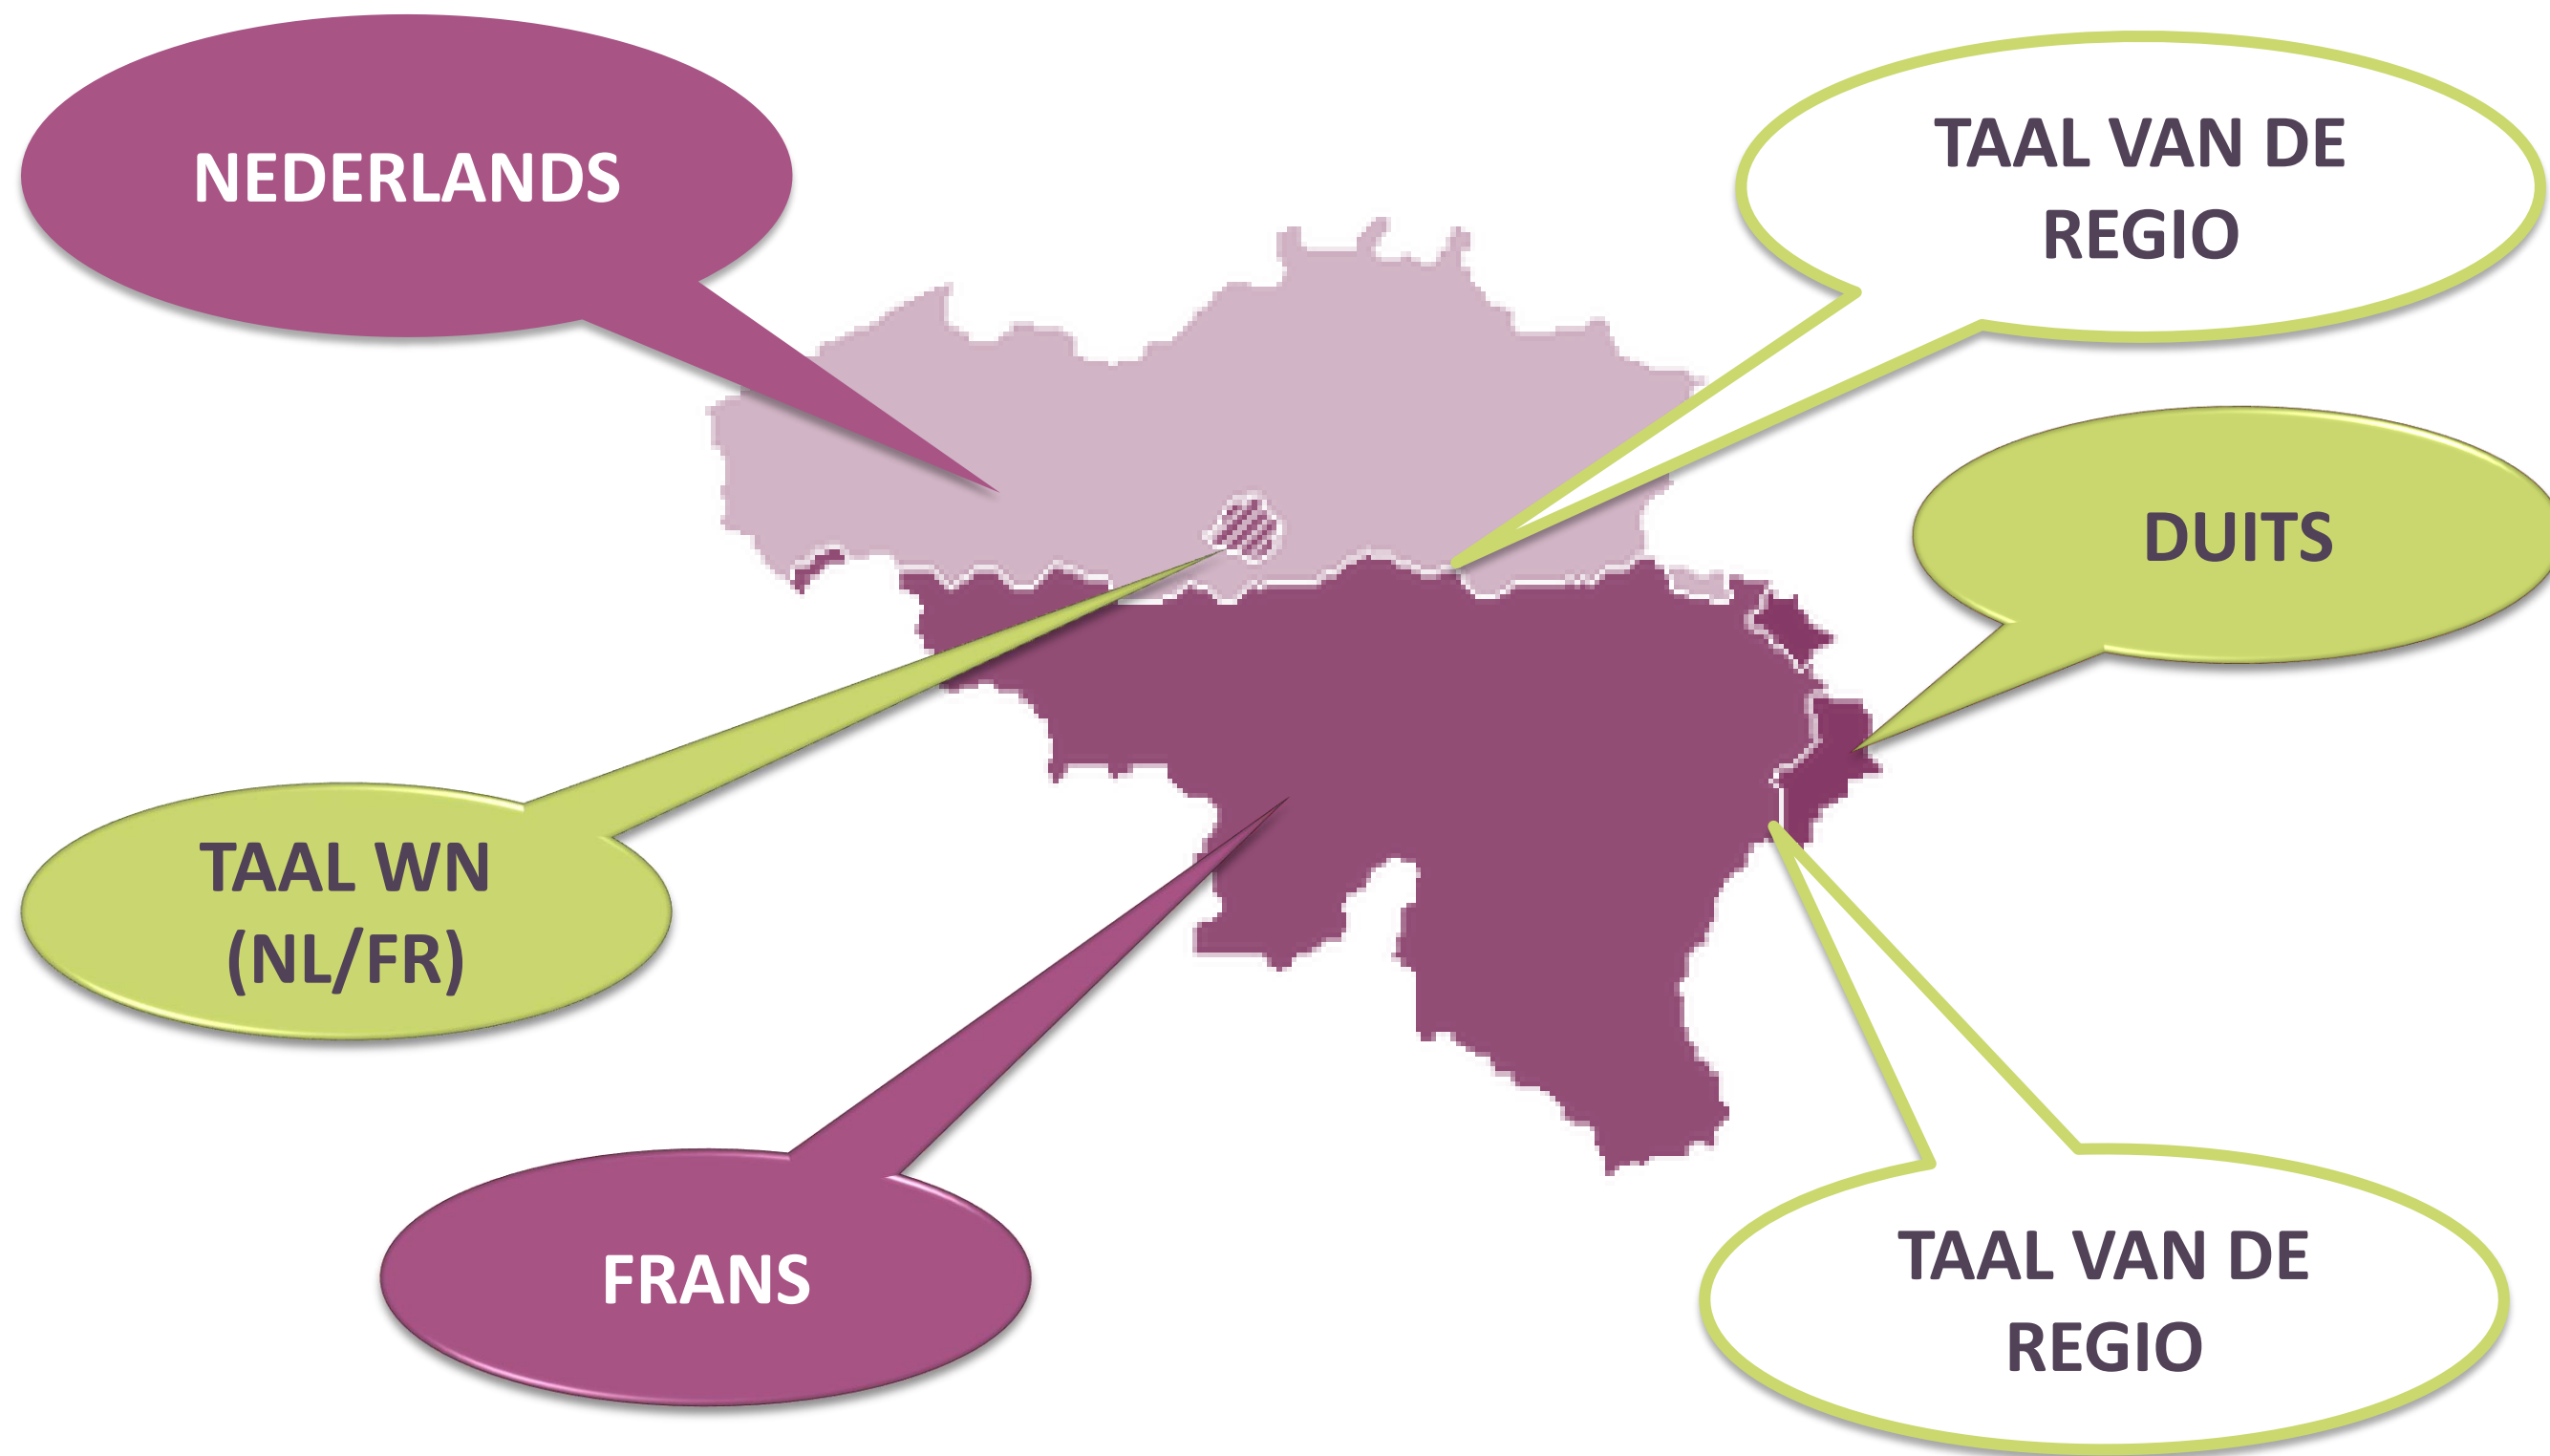 NEDERLANDS
TAAL VAN DE
REGIO
DUITS
TAAL WN
(NL/FR)
FRANS
TAAL VAN DE
REGIO